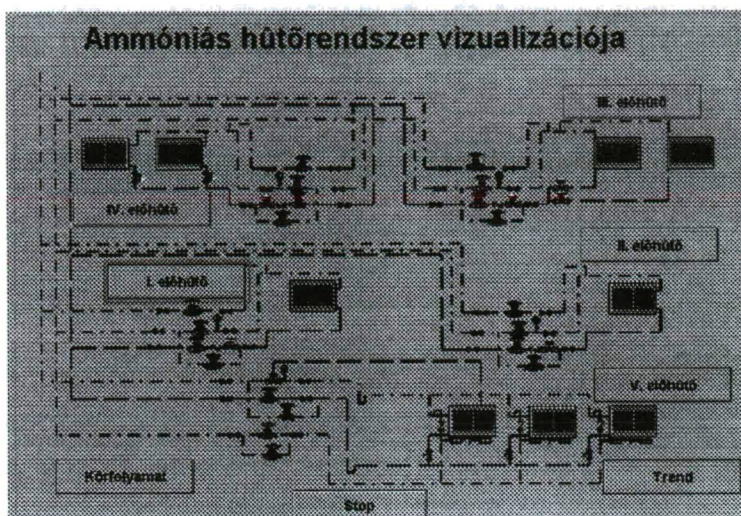 Ammóniás hűtőrendszer vizualizációja
III. előhűtő
IV. előhűtő
II. előhűtő
I. előhűtő
V. előhűtő
Körfolyamat
Trend
Stop